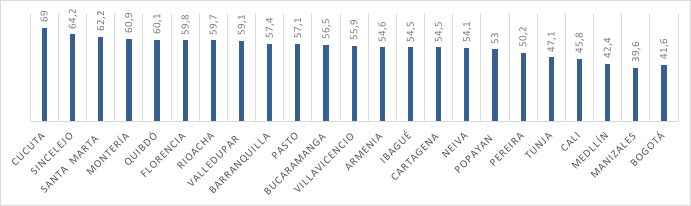 69
64,2
62,2
60,9
60,1
59,8
59,7
59,1
57,4
57,1
56,5
55,9
54,6
54,5
54,5
54,1
53
50,2
47,1
45,8
42,4
39,6
41,6
CUCUTA
SINCELEJO
SANTA MARTA
MONTERÍA
QUIBDÓ
FLORENCIA
RIOACHA
VALLEDUPAR
BARRANQUILLA
PASTO
BUCARAMANGA
VILLAVICENCIO
ARMENIA
IBAGUÉ
CARTAGENA
NEIVA
POPAYAN
PEREIRA
TUNJA
CALI
MEDLLÍN
MANIZALES
BOGOTÁ